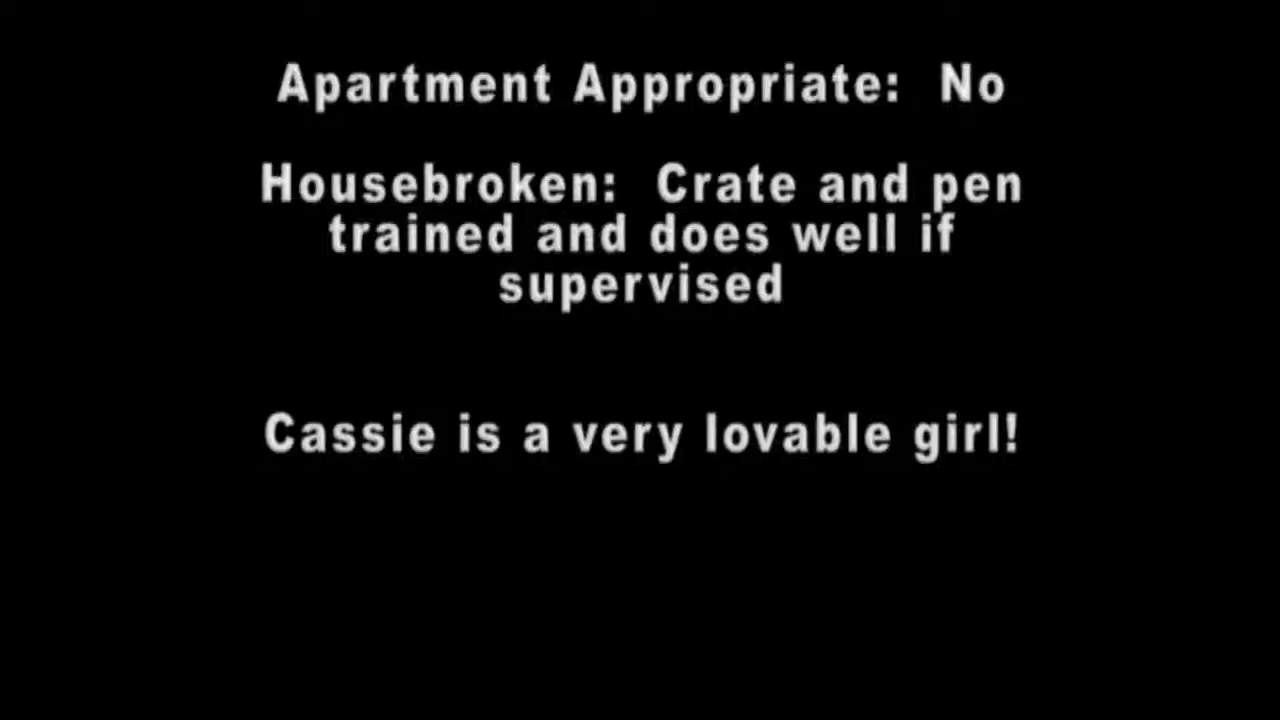 Apartment Appropriate: No
Housebroken: Crate and pen
trained and does well if
supervised
Cassie is a very lovable girl!